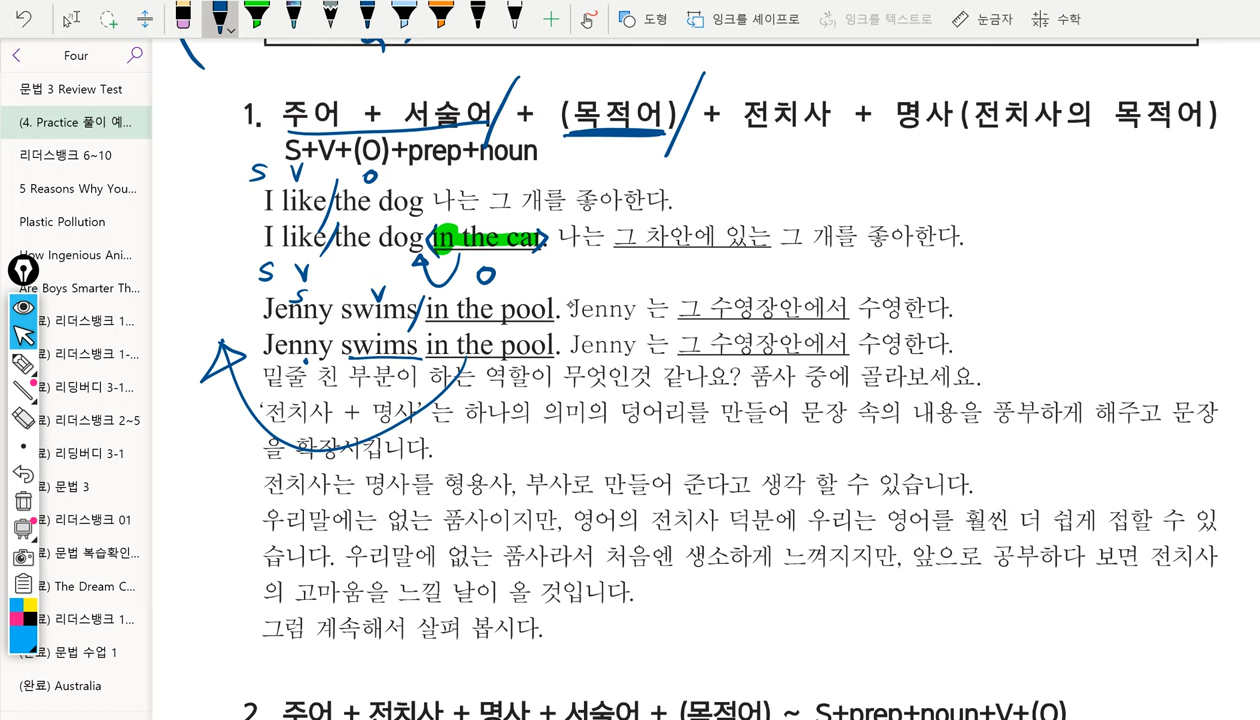 도형
잉크를 셰이프로
잉크를 텍스트로
눈금자
수학
Four
문법 3 Review Test
(4. Practice 풀이 예...
리더스뱅크 6~10
5 Reasons Why You...
Plastic Pollution
How Ingenious Ani...
Are Boys Smarter Th...
료) 리더스뱅크 1...
료) 리더스뱅크 1-...
료) 리딩버디 3-1...
료) 리더스뱅크 2~5
료) 리딩버디 3-1
료) 문법 3
료) 리더스뱅크 01
료) 문법 복습확인...
료) The Dream C...
료) 리더스뱅크 1...
(완료) 문법 수업 1
(완료) Australia
1. 주어 + 서술어 + (목적어) + 전치사 + 명사(전치사의 목적어)
S+V+(O)+prep+noun
S V O
I like the dog 나는 그 개를 좋아한다.
I like the dog in the car. 나는 그 차안에 있는 그 개를 좋아한다.
S V O
S V
Jenny swims in the pool. Jenny 는 그 수영장안에서 수영한다.
Jenny swims in the pool. Jenny 는 그 수영장안에서 수영한다.
밑줄 친 부분이 하는 역할이 무엇인것 같나요? 품사 중에 골라보세요.
‘전치사 + 명사’는 하나의 의미의 덩어리를 만들어 문장 속의 내용을 풍부하게 해주고 문장
을 확장시킵니다.
전치사는 명사를 형용사, 부사로 만들어 준다고 생각 할 수 있습니다.
우리말에는 없는 품사이지만, 영어의 전치사 덕분에 우리는 영어를 훨씬 더 쉽게 접할 수 있
습니다. 우리말에 없는 품사라서 처음엔 생소하게 느껴지지만, 앞으로 공부하다 보면 전치사
의 고마움을 느낄 날이 올 것입니다.
그럼 계속해서 살펴 봅시다.
2. 주어 + 전치사 + 명사 + 서술어 + (목적어) ~ S+prep+noun+V+(O)